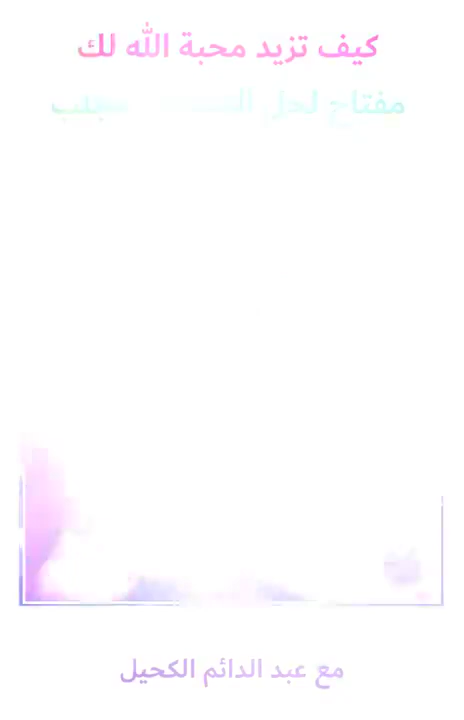 كيف تزيد محبة الله لك
مفتاح لحل
مع عبد الدائم الكحيل